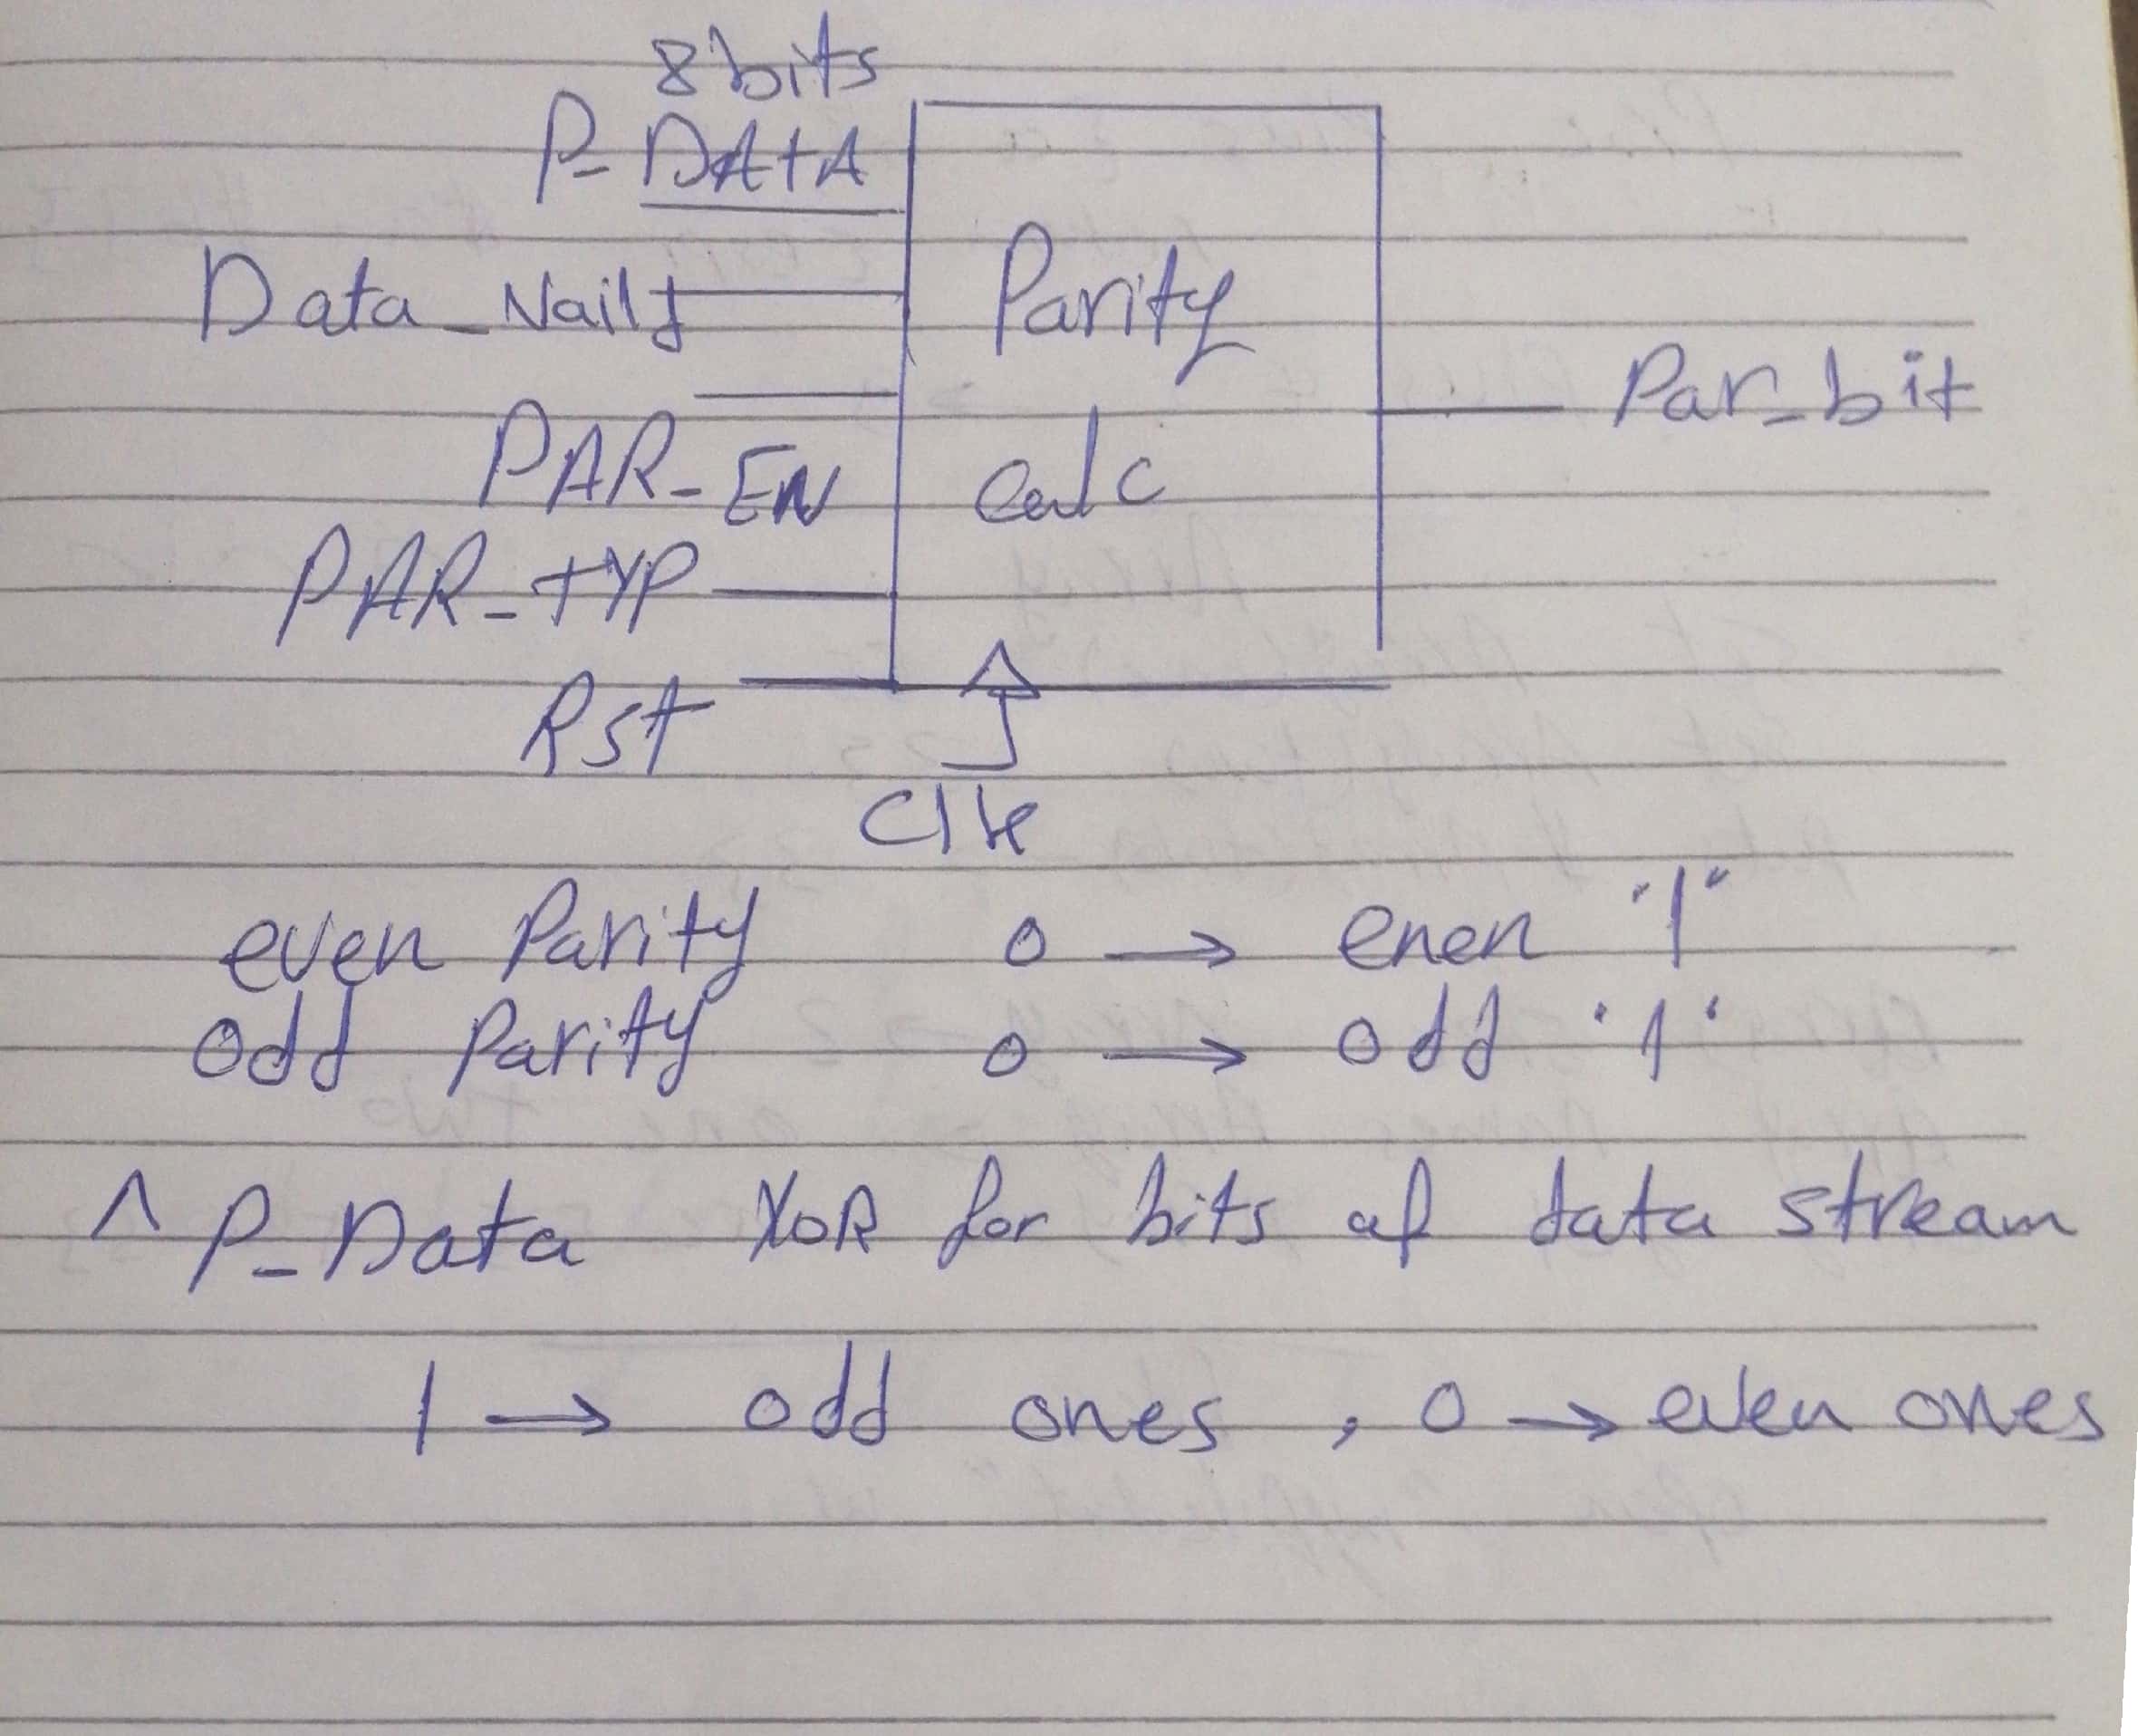 8 bits
P_DATA
Data_Nailj
Parity
Par_bit
PAR_EN
calc
PAR_TYP
Rst
Clk
even Parity 0 → enen "1"
odd Parity 0 → odd "1"
^ P_Data XOR for bits of data stream
1 → odd ones , 0 → even ones